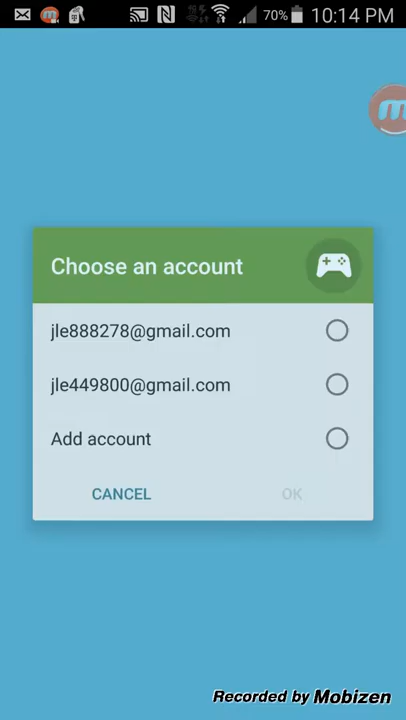 70% 10:14 PM
m
Choose an account
jle888278@gmail.com
jle449800@gmail.com
Add account
CANCEL OK
Recorded by Mobizen